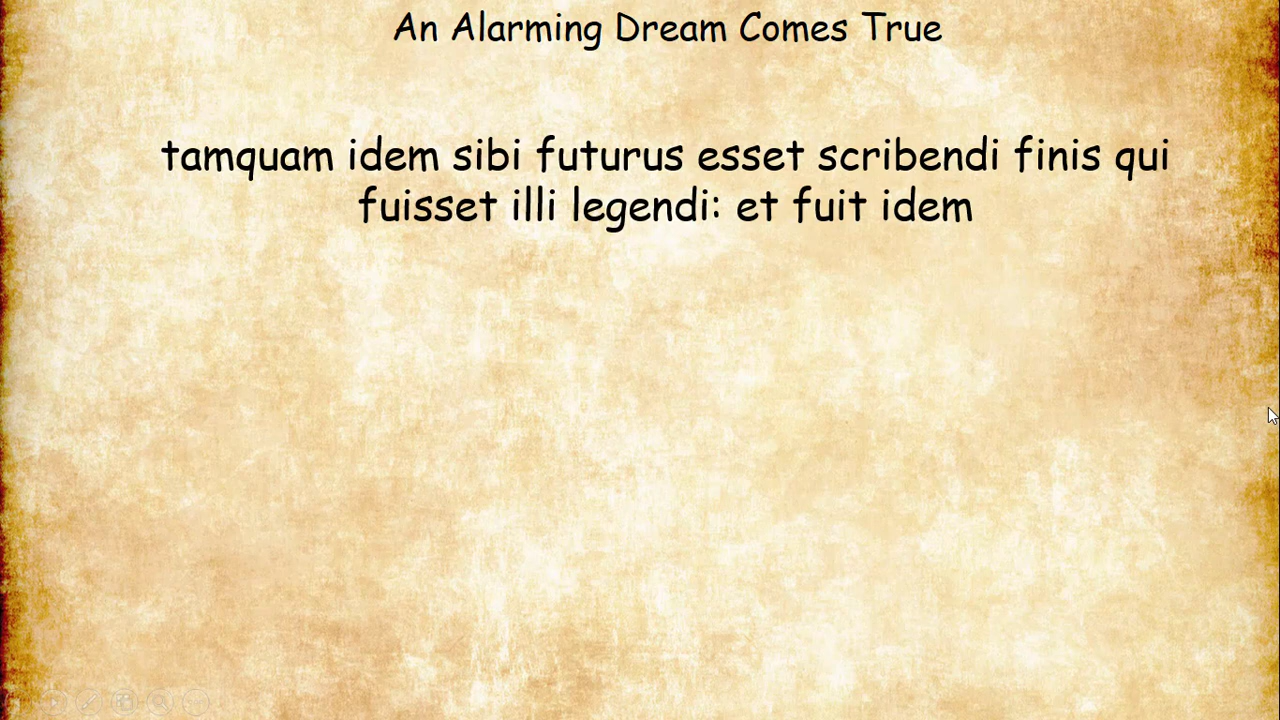 An Alarming Dream Comes True
tamquam idem sibi futurus esset scribendi finis qui
fuisset illi legendi: et fuit idem